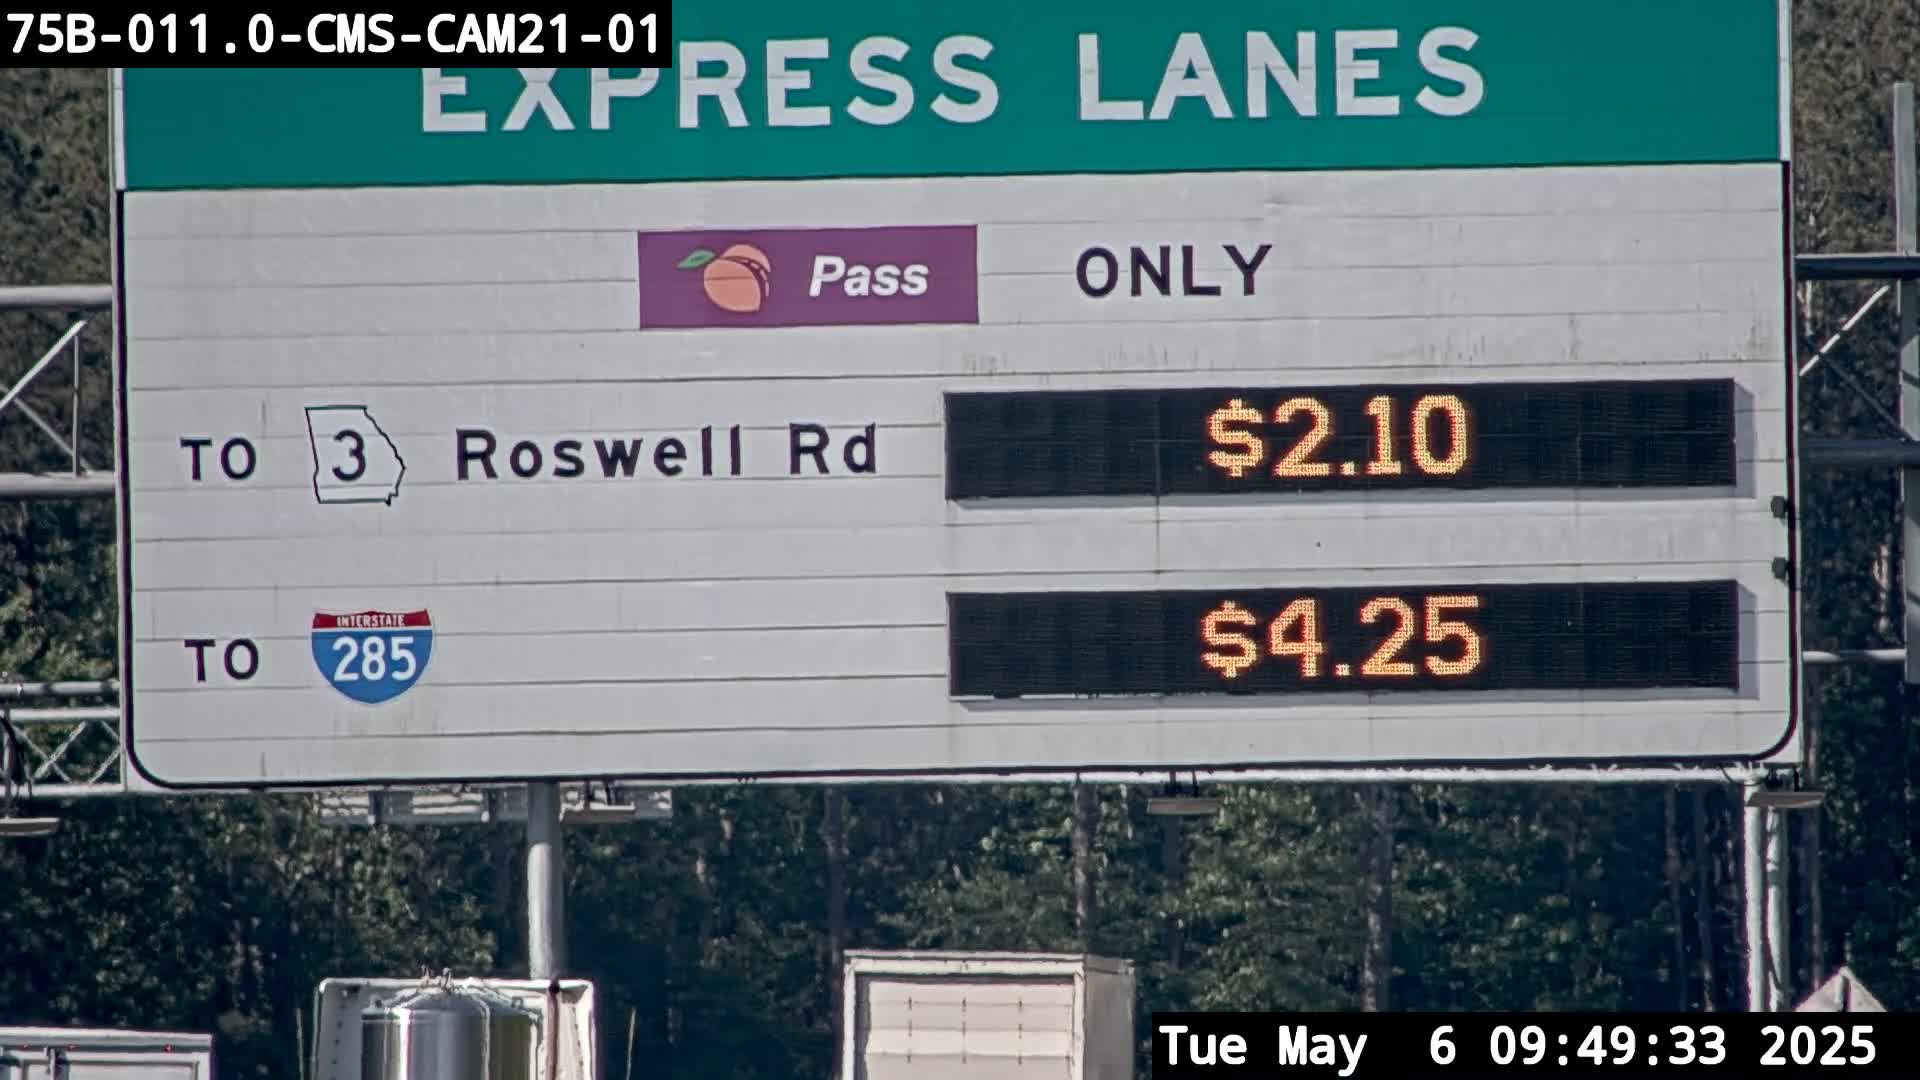 75B-011.0-CMS-CAM21-01
EXPRESS LANES
Pass ONLY
TO 3 Roswell Rd $2.10
TO INTERSTATE 285 $4.25
Tue May 6 09:49:33 2025